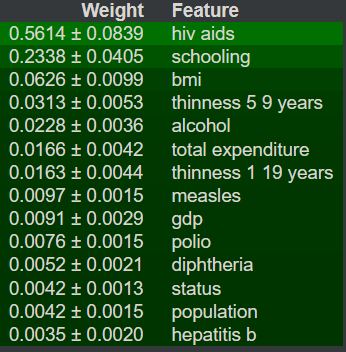 Weight Feature
0.5614 ± 0.0839 hiv aids
0.2338 ± 0.0405 schooling
0.0626 ± 0.0099 bmi
0.0313 ± 0.0053 thinness 5 9 years
0.0228 ± 0.0036 alcohol
0.0166 ± 0.0042 total expenditure
0.0163 ± 0.0044 thinness 1 19 years
0.0097 ± 0.0015 measles
0.0091 ± 0.0029 gdp
0.0076 ± 0.0015 polio
0.0052 ± 0.0021 diphtheria
0.0042 ± 0.0013 status
0.0042 ± 0.0015 population
0.0035 ± 0.0020 hepatitis b